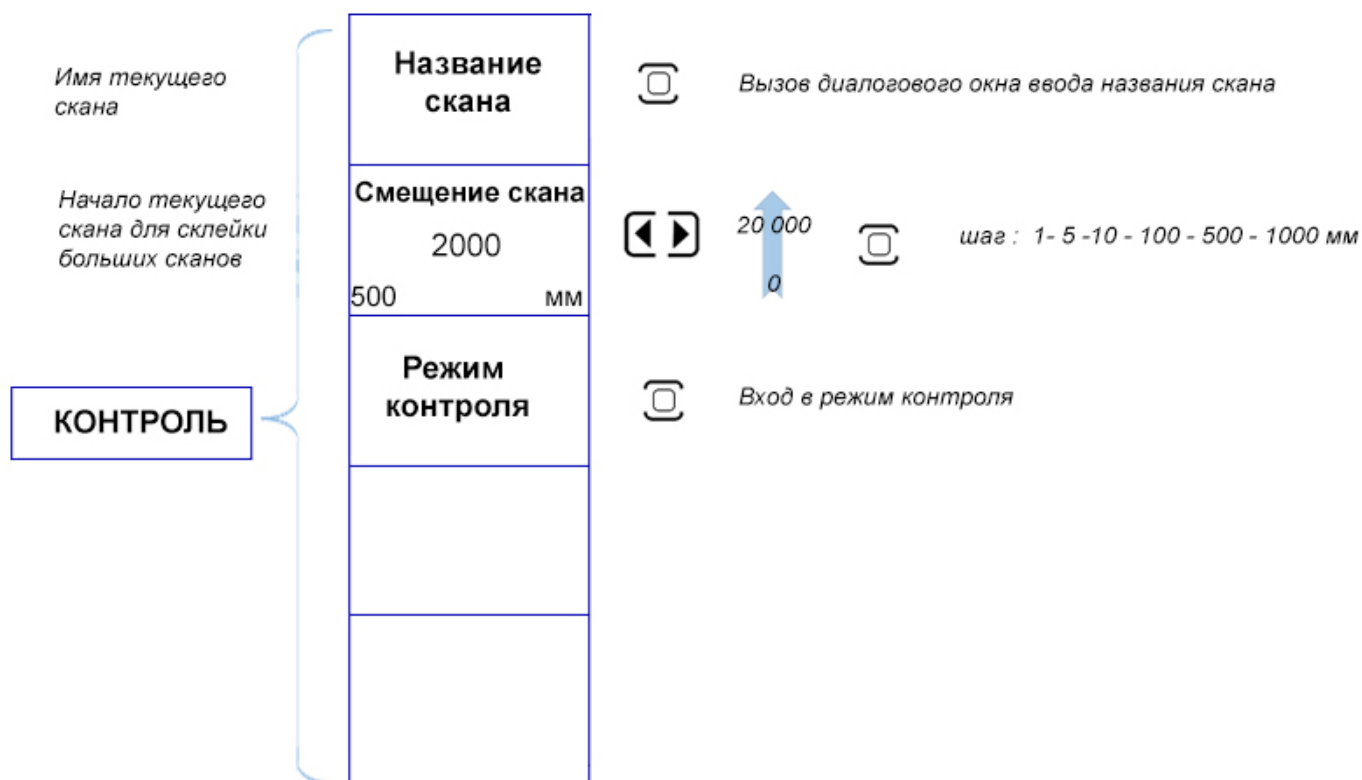 Имя текущего
скана
Название
скана
Вызов диалогового окна ввода названия скана
Начало текущего
скана для склейки
больших сканов
Смещение скана
2000
500 мм
20 000
0
шаг : 1- 5 -10 - 100 - 500 - 1000 мм
КОНТРОЛЬ
Режим
контроля
Вход в режим контроля